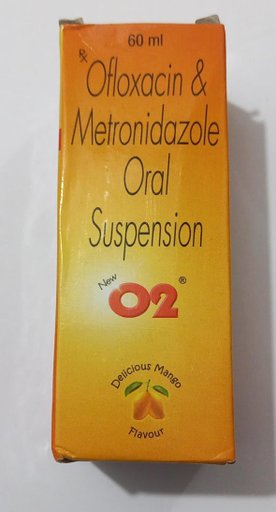 60 ml
℞ Ofloxacin &
Metronidazole
Oral
Suspension
New O2®
Delicious Mango
Flavour